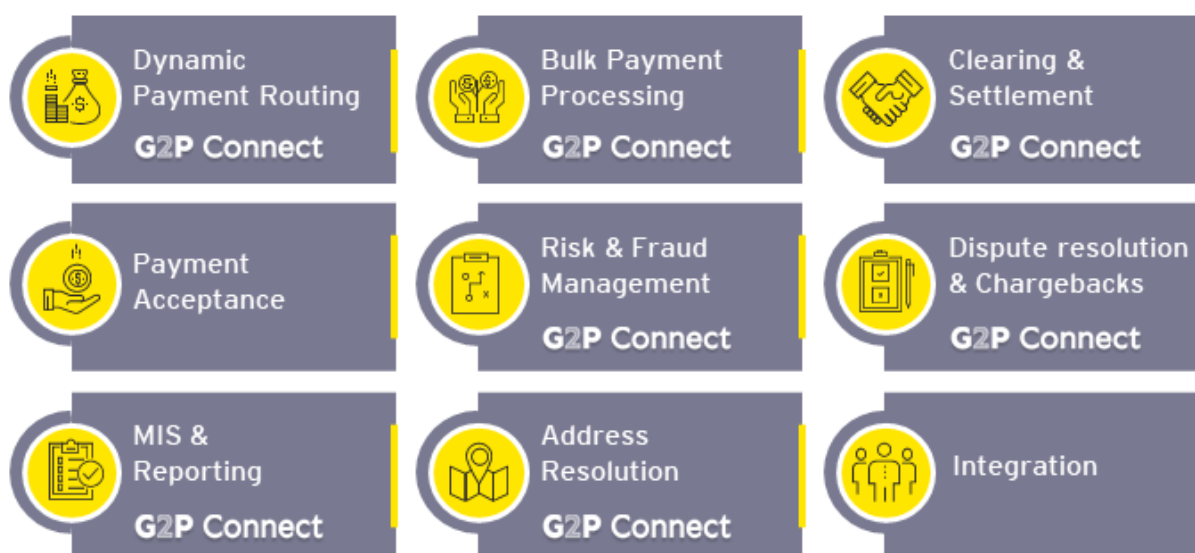 Dynamic
Payment Routing
G2P Connect
Bulk Payment
Processing
G2P Connect
Clearing &
Settlement
G2P Connect
Payment
Acceptance
Risk & Fraud
Management
G2P Connect
Dispute resolution
& Chargebacks
G2P Connect
MIS &
Reporting
G2P Connect
Address
Resolution
G2P Connect
Integration